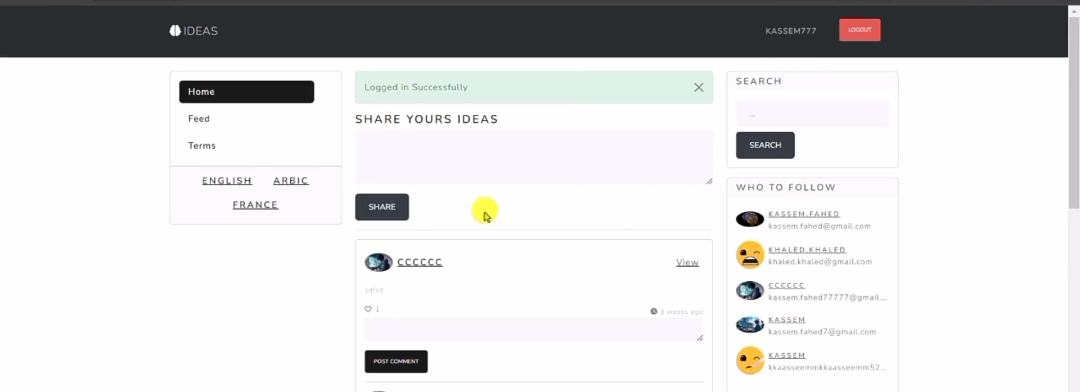 IDEAS
KASSEM777
LOGOUT
Home
Feed
Terms
ENGLISH ARBIC
FRANCE
Logged in Successfully
SHARE YOURS IDEAS
SHARE
CCCCCC
View
sdfsd
1
3 weeks ago
POST COMMENT
SEARCH
...
SEARCH
WHO TO FOLLOW
KASSEM.FAHED
kassem.fahed@gmail.com
KHALED.KHALED
khaled.khaled@gmail.com
CCCCCC
kassem.fahed77777@gmail,...
KASSEM
kassem.fahed7@gmail.com
KASSEM
kkaasseemmkkaasseemm52...